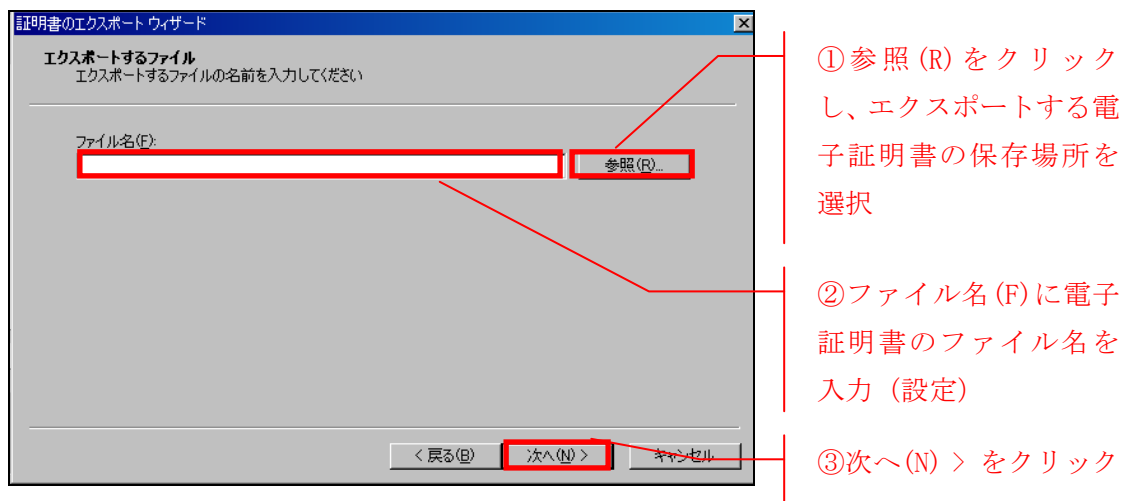 証明書のエクスポート ウィザード
エクスポートするファイル
エクスポートするファイルの名前を入力してください
ファイル名(F):
参照(R)...
< 戻る(B)
次へ(N) >
キャンセル
①参照(R)をクリック
し、エクスポートする電
子証明書の保存場所を
選択
②ファイル名(F)に電子
証明書のファイル名を
入力（設定）
③次へ(N) > をクリック